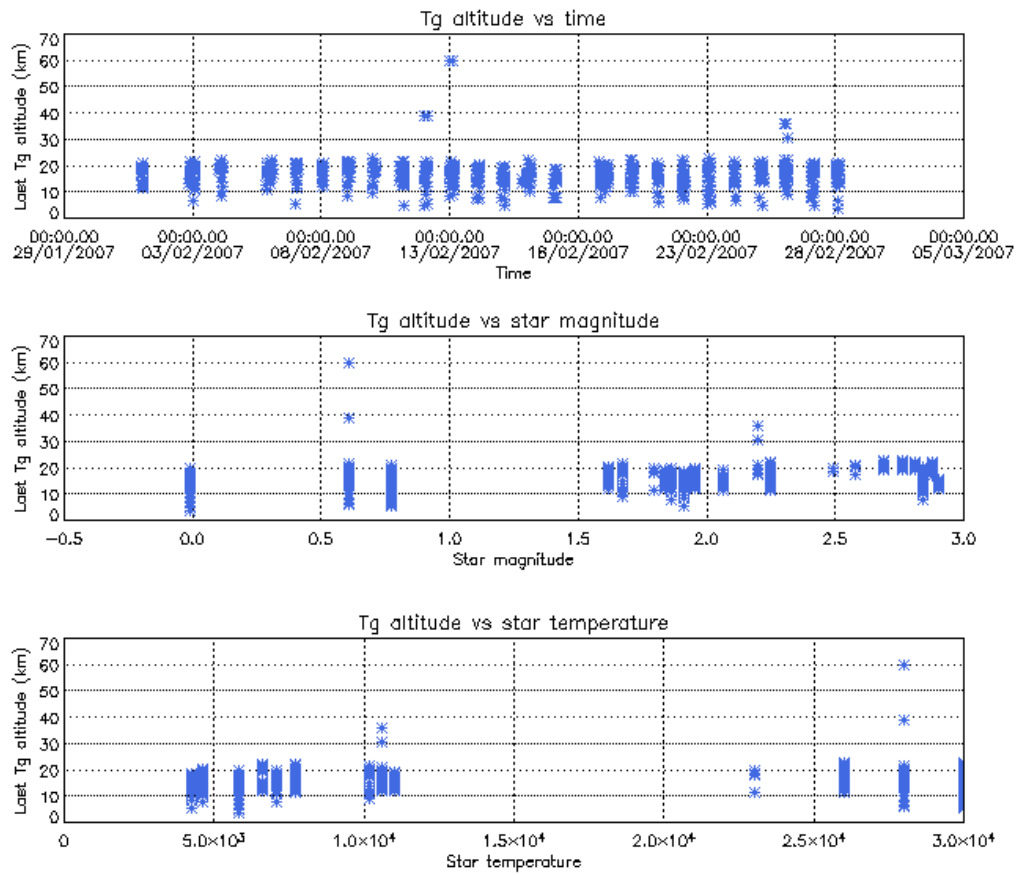 Tg altitude vs time
Last Tg altitude (km)
70
60
50
40
30
20
10
0
00:00.00 00:00.00 00:00.00 00:00.00 00:00.00 00:00.00 00:00.00 00:00.00
29/01/2007 03/02/2007 08/02/2007 13/02/2007 18/02/2007 23/02/2007 28/02/2007 05/03/2007
Time
Tg altitude vs star magnitude
Last Tg altitude (km)
70
60
50
40
30
20
10
0
-0.5 0.0 0.5 1.0 1.5 2.0 2.5 3.0
Star magnitude
Tg altitude vs star temperature
Last Tg altitude (km)
70
60
50
40
30
20
10
0
0 5.0×10³ 1.0×10⁴ 1.5×10⁴ 2.0×10⁴ 2.5×10⁴ 3.0×10⁴
Star temperature